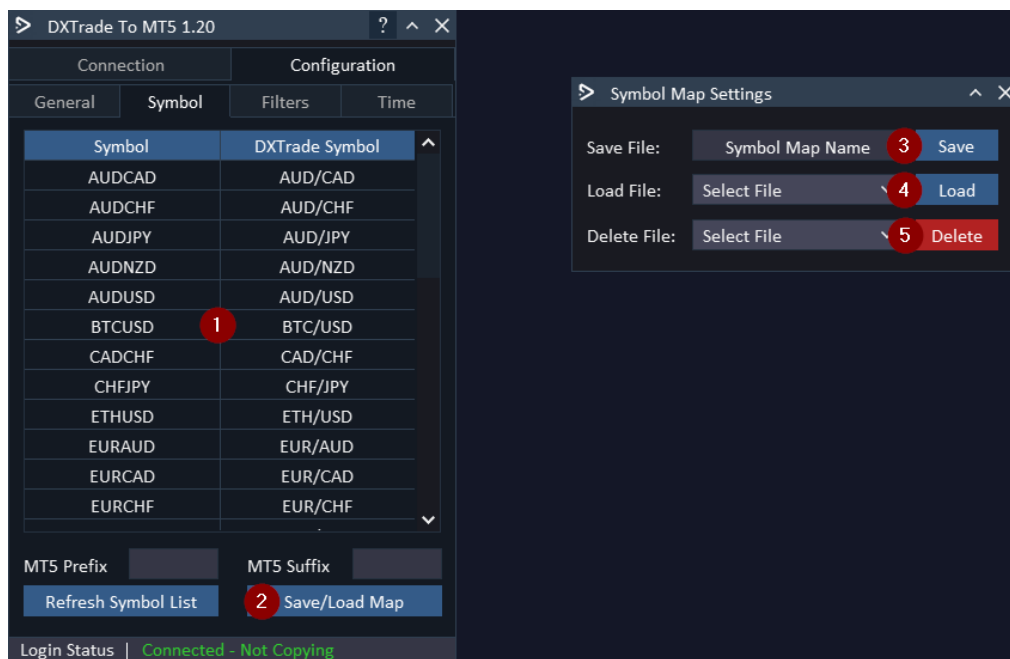 DXTrade To MT5 1.20 ?
Connection Configuration
General Symbol Filters Time
Symbol DXTrade Symbol
AUDCAD AUD/CAD
AUDCHF AUD/CHF
AUDJPY AUD/JPY
AUDNZD AUD/NZD
AUDUSD AUD/USD
BTCUSD 1 BTC/USD
CADCHF CAD/CHF
CHFJPY CHF/JPY
ETHUSD ETH/USD
EURAUD EUR/AUD
EURCAD EUR/CAD
EURCHF EUR/CHF
MT5 Prefix MT5 Suffix
Refresh Symbol List 2 Save/Load Map
Login Status | Connected - Not Copying
Symbol Map Settings
Save File: Symbol Map Name 3 Save
Load File: Select File 4 Load
Delete File: Select File 5 Delete